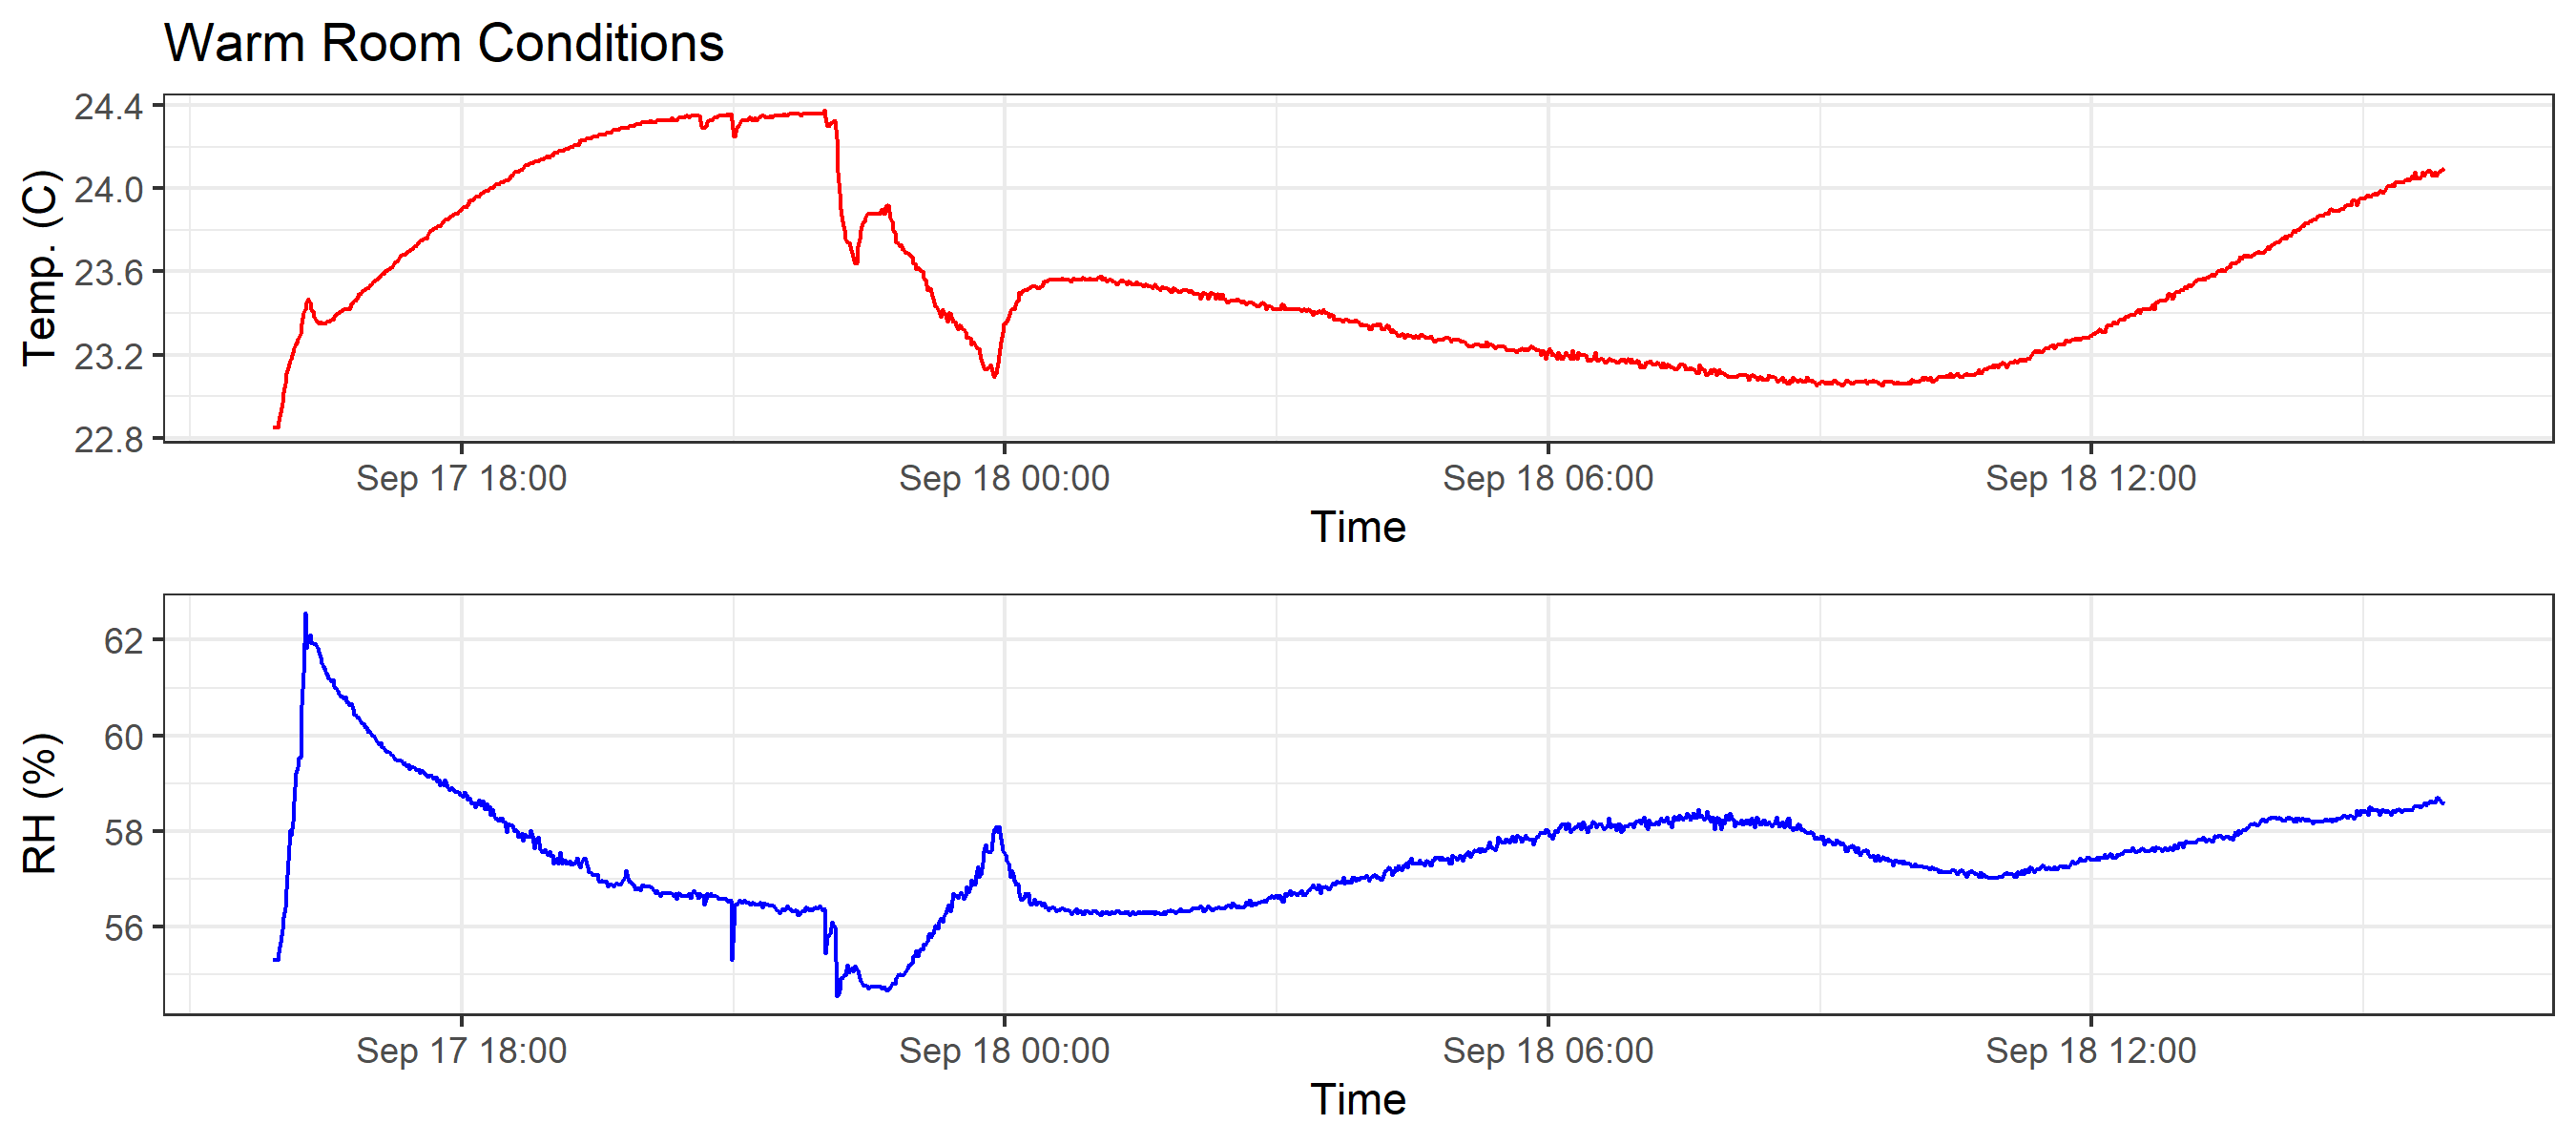 Warm Room Conditions
24.4
24.0
23.6
23.2
22.8
Temp. (C)
Sep 17 18:00 Sep 18 00:00 Sep 18 06:00 Sep 18 12:00
Time
62
60
58
56
RH (%)
Sep 17 18:00 Sep 18 00:00 Sep 18 06:00 Sep 18 12:00
Time